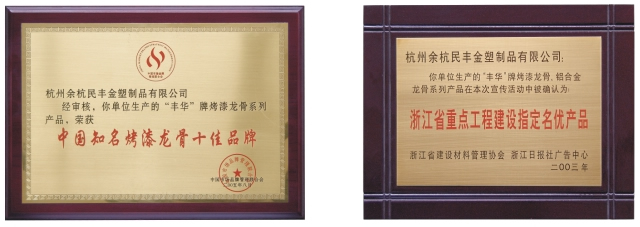 杭州余杭民丰金塑制品有限公司
经审核，你单位生产的“丰华”牌烤漆龙骨系列
产品，荣获
中国知名烤漆龙骨十佳品牌
杭州余杭民丰金塑制品有限公司：
你单位生产的“丰华”牌烤漆龙骨、铝合金
龙骨系列产品在本次宣传活动中被确认为：
浙江省重点工程建设指定名优产品
浙江省建设材料管理协会 浙江日报社广告中心
二00三年